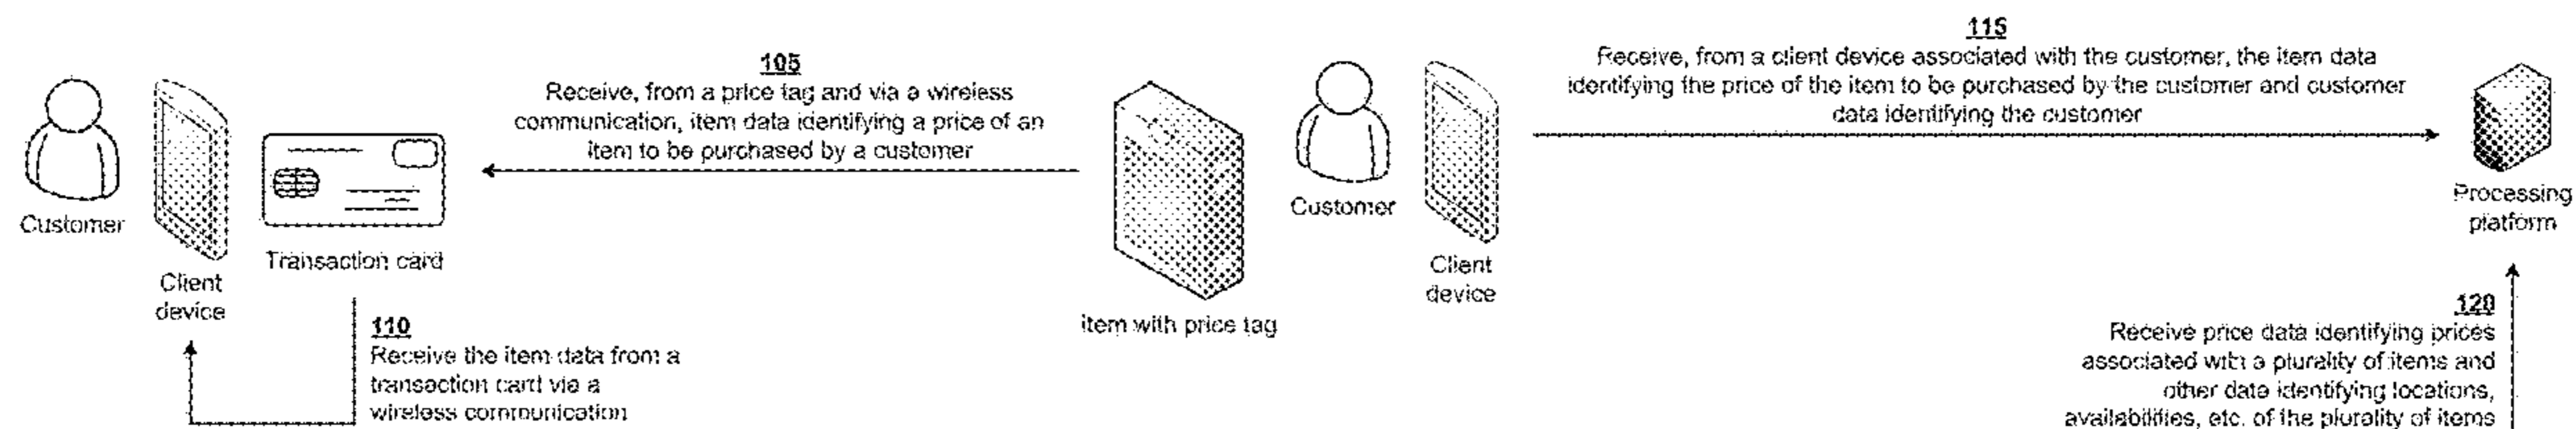 105
Receive, from a price tag and via a wireless
communication, item data identifying a price of an
item to be purchased by a customer
Customer
Client
device
Transaction card
110
Receive the item data from a
transaction card via a
wireless communication
item with price tag
115
Receive, from a client device associated with the customer, the item data
identifying the price of the item to be purchased by the customer and customer
data identifying the customer
Customer
Client
device
Processing
platform
120
Receive price data identifying prices
associated with a plurality of items and
other data identifying locations,
availabilities, etc. of the plurality of items